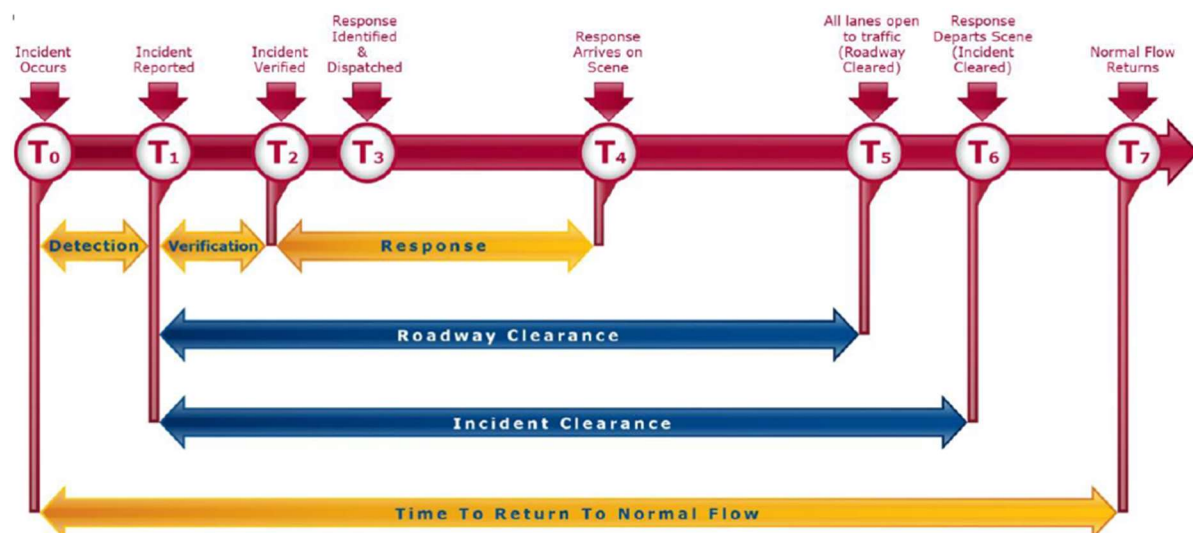 Incident
Occurs
Incident
Reported
Incident
Verified
Response
Identified
&
Dispatched
Response
Arrives on
Scene
All lanes open
to traffic
(Roadway
Cleared)
Response
Departs Scene
(Incident
Cleared)
Normal Flow
Returns
T0
T1
T2
T3
T4
T5
T6
T7
Detection
Verification
Response
Roadway Clearance
Incident Clearance
Time To Return To Normal Flow